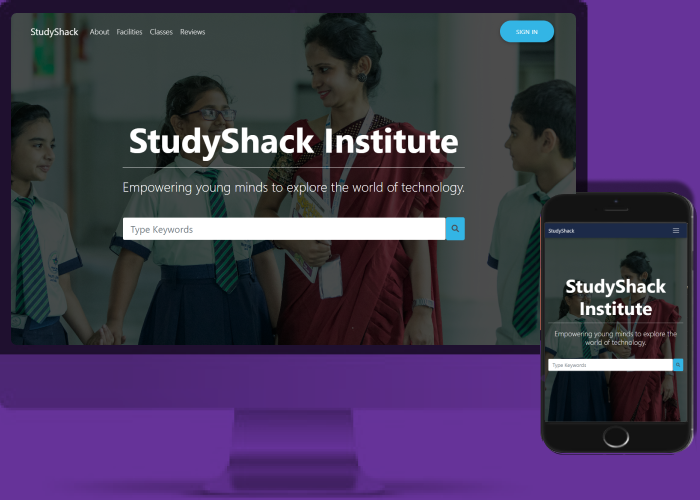 StudyShack About Facilities Classes Reviews SIGN IN
StudyShack Institute
Empowering young minds to explore the world of technology.
Type Keywords
StudyShack
StudyShack
Institute
Empowering young minds to explore the
world of technology.
Type Keywords